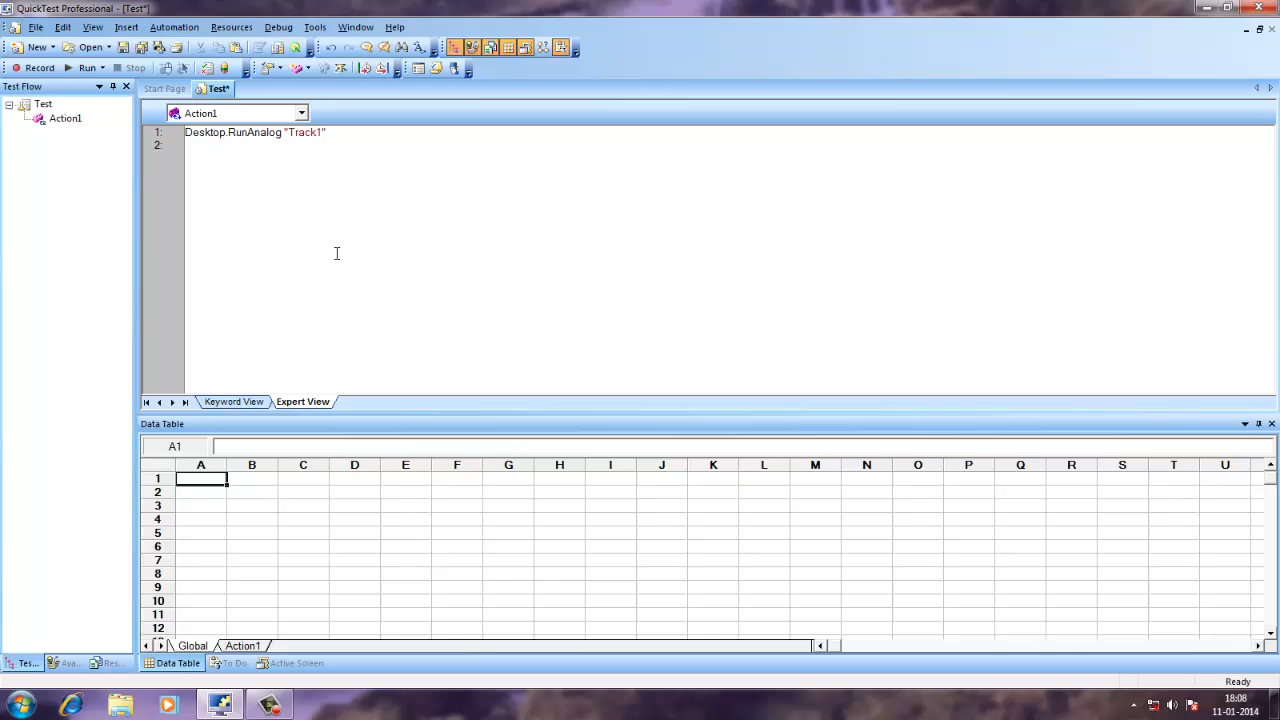 QuickTest Professional - [Test*]
File Edit View Insert Automation Resources Debug Tools Window Help
New Open
Record Run Stop
Test Flow
Start Page Test*
Test
Action1
Action1
1: Desktop.RunAnalog "Track1"
2:
Keyword View Expert View
Data Table
A1
A B C D E F G H I J K L M N O P Q R S T U
1
2
3
4
5
6
7
8
9
10
11
12
Global Action1
Tes... Ava... Res... Data Table To Do Active Screen
Ready
18:08
11-01-2014